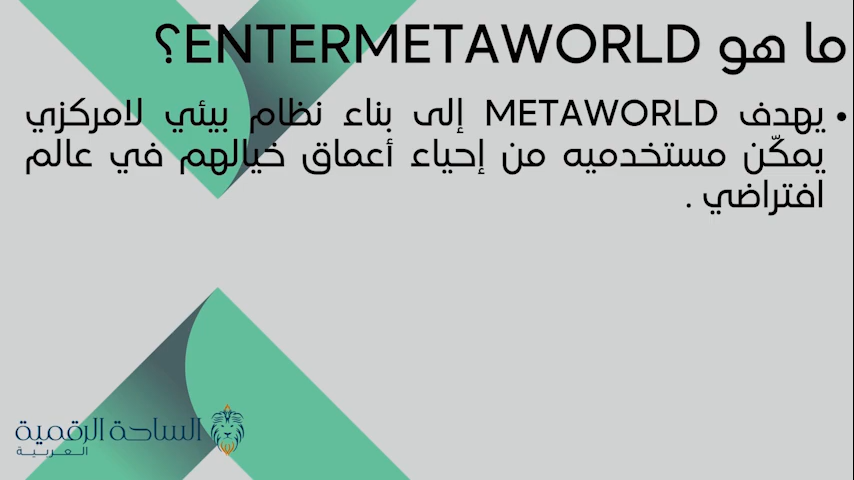 ما هو ENTERMETAWORLD؟
• يهدف METAWORLD إلى بناء نظام بيئي لامركزي
يمكّن مستخدميه من إحياء أعماق خيالهم في عالم
افتراضي .
الساحة الرقمية
العربية